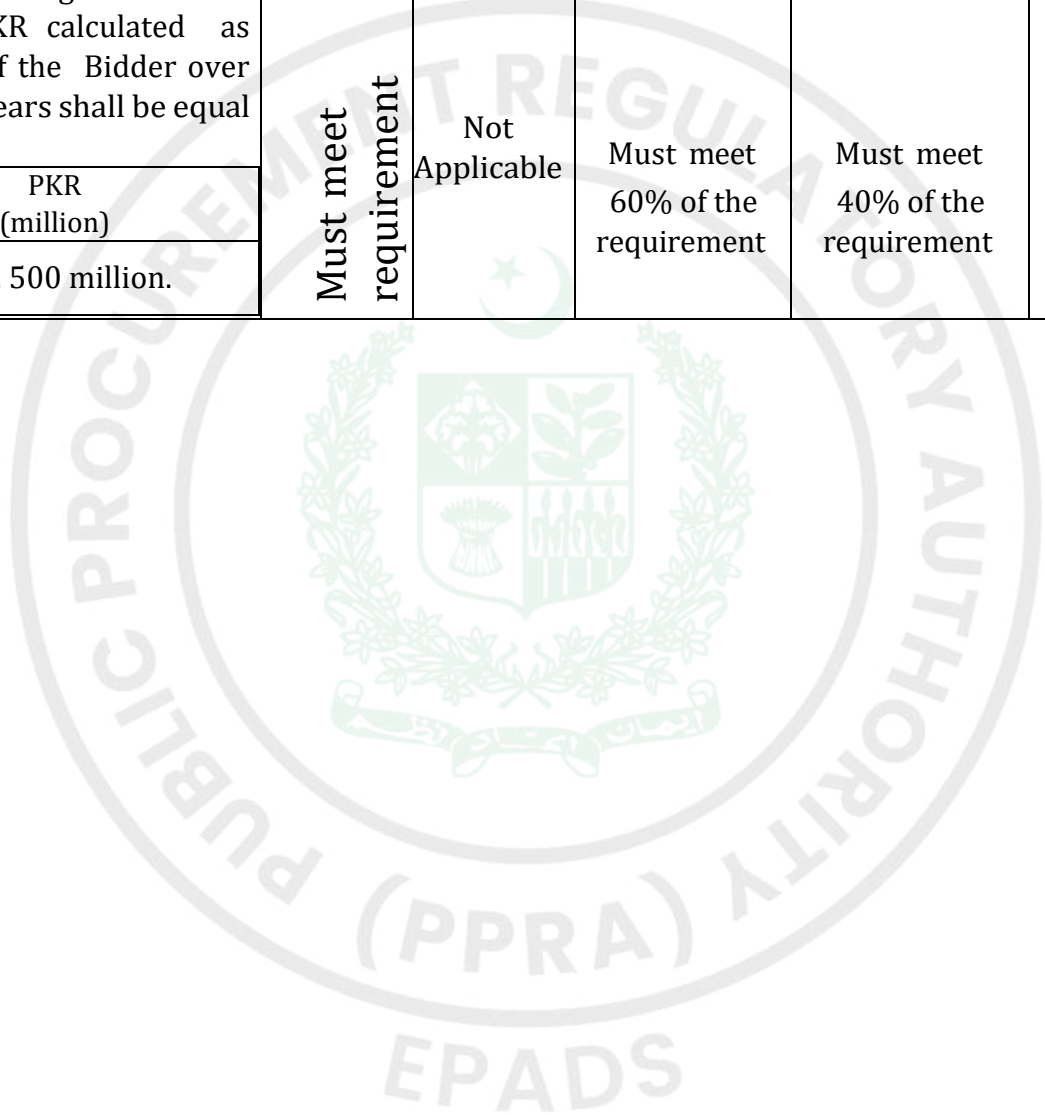 KR calculated as
f the Bidder over
ears shall be equal
PKR
(million)
500 million.
Must meet
requirement
Not
Applicable
Must meet
60% of the
requirement
Must meet
40% of the
requirement
PUBLIC PROCUREMENT REGULATORY AUTHORITY
(PPRA)
EPADS